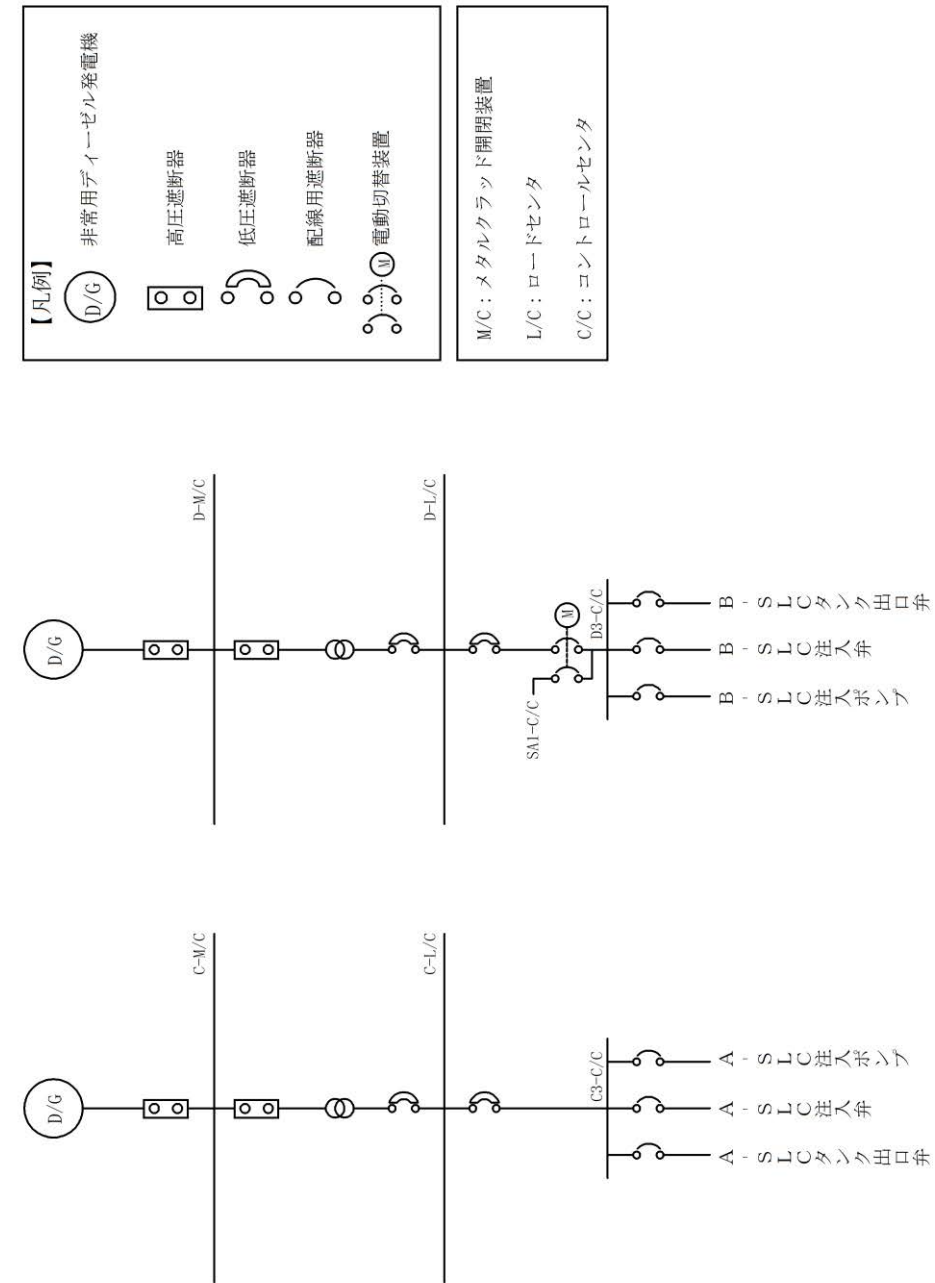 【凡例】
D/G
非常用ディーゼル発電機
高圧遮断器
低圧遮断器
配線用遮断器
M
電動切替装置
M/C：メタルクラッド開閉装置
L/C：ロードセンタ
C/C：コントロールセンタ
D/G
D-M/C
D-L/C
SA1-C/C
M
D3-C/C
B-SLCタンク出口弁
B-SLC注入弁
B-SLC注入ポンプ
D/G
C-M/C
C-L/C
C3-C/C
A-SLC注入ポンプ
A-SLC注入弁
A-SLCタンク出口弁